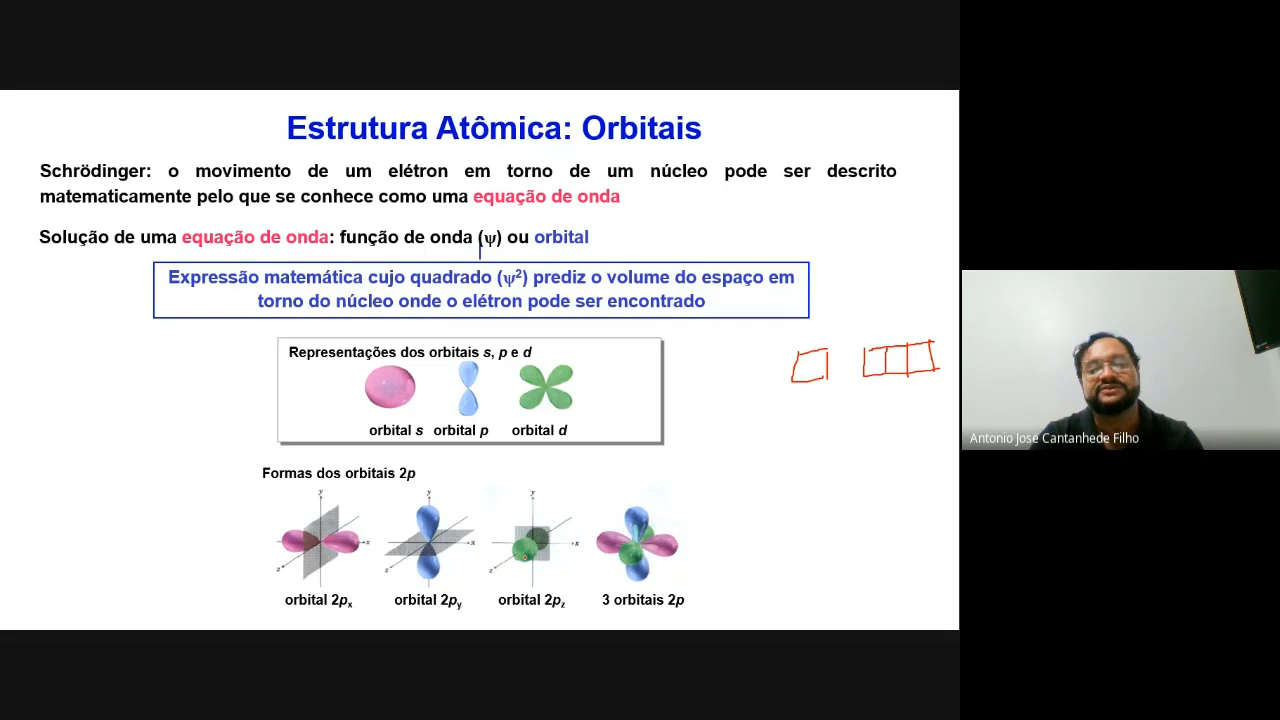 Estrutura Atômica: Orbitais
Schrödinger: o movimento de um elétron em torno de um núcleo pode ser descrito
matematicamente pelo que se conhece como uma equação de onda
Solução de uma equação de onda: função de onda (ψ) ou orbital
Expressão matemática cujo quadrado (ψ²) prediz o volume do espaço em
torno do núcleo onde o elétron pode ser encontrado
Representações dos orbitais s, p e d
orbital s orbital p orbital d
Formas dos orbitais 2p
y y y
x x x
z z z
orbital 2px orbital 2py orbital 2pz 3 orbitais 2p
Antonio Jose Cantanhede Filho